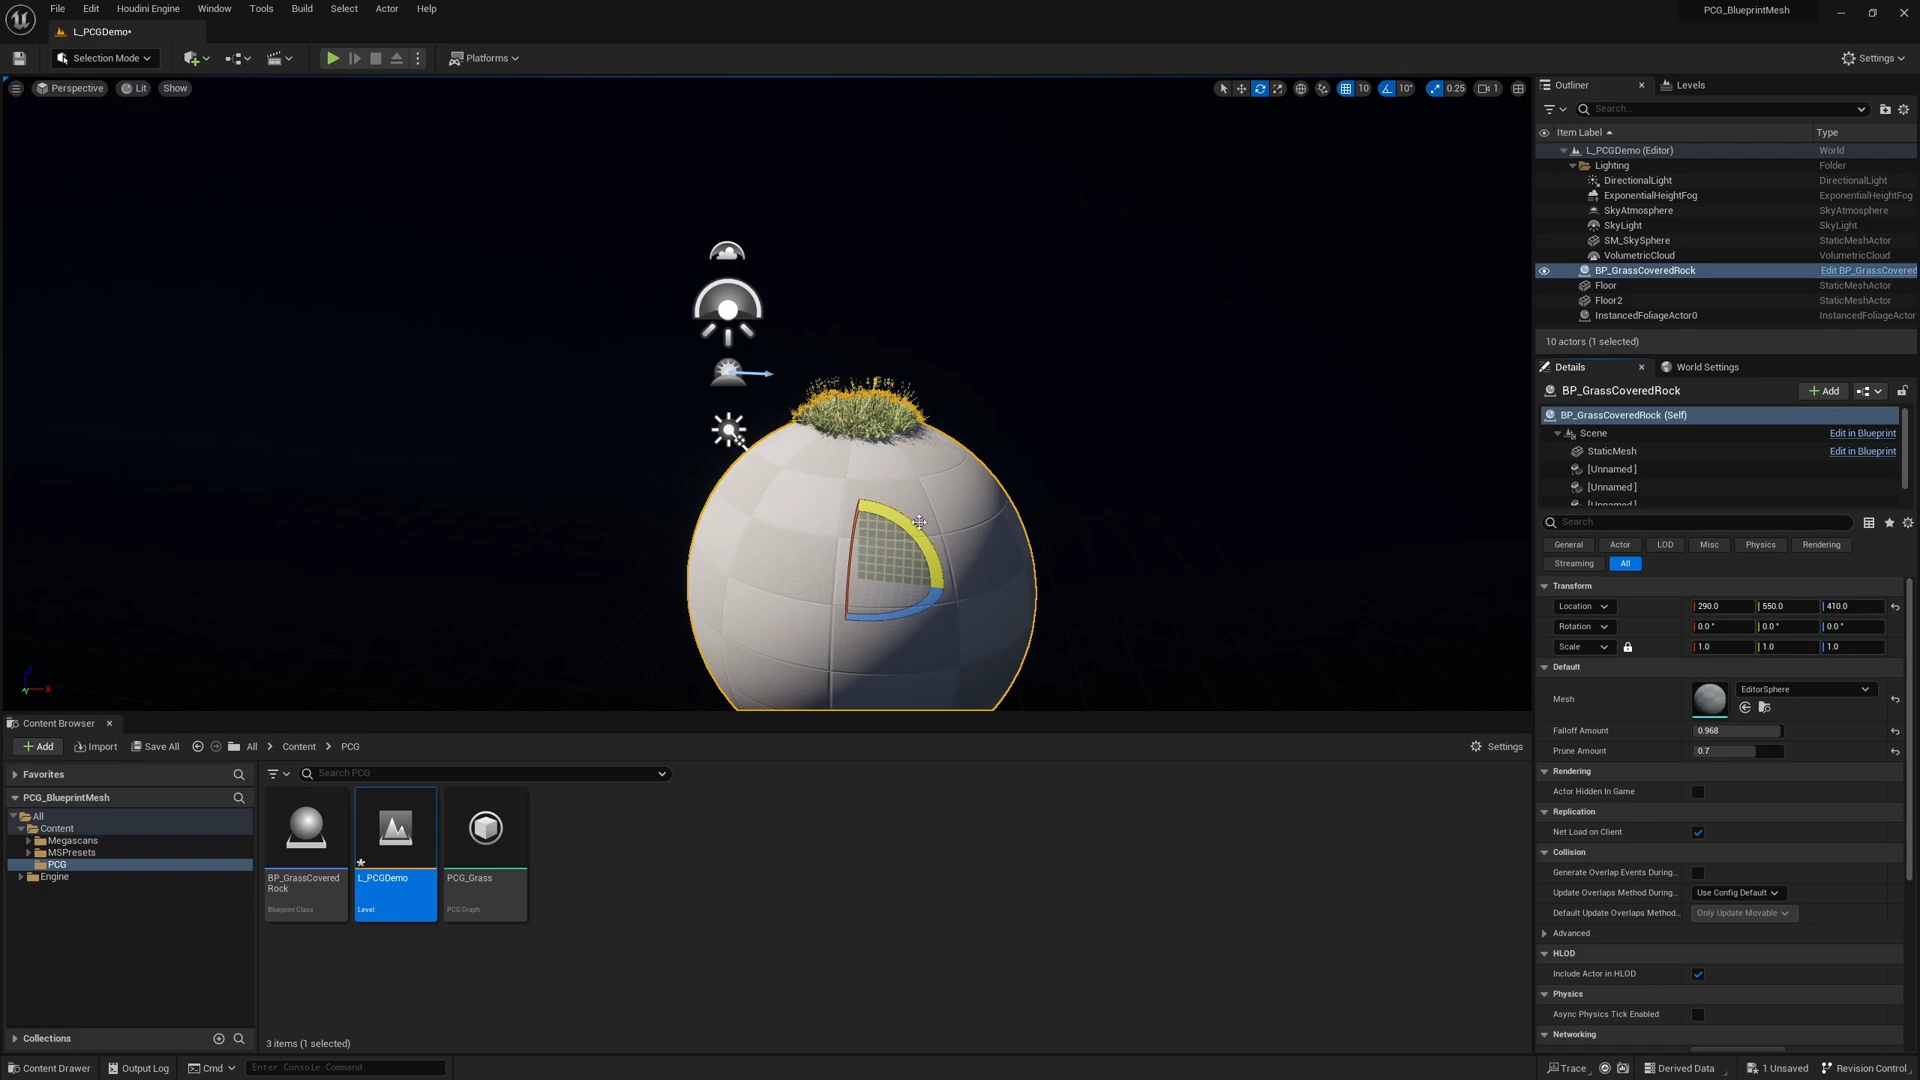 File Edit Houdini Engine Window Tools Build Select Actor Help
PCG_BlueprintMesh
L_PCGDemo*
Selection Mode
Platforms
Settings
Perspective Lit Show
10 10° 0.25 1
Outliner Levels
Search...
Item Label Type
L_PCGDemo (Editor) World
Lighting Folder
DirectionalLight DirectionalLight
ExponentialHeightFog ExponentialHeightFog
SkyAtmosphere SkyAtmosphere
SkyLight SkyLight
SM_SkySphere StaticMeshActor
VolumetricCloud VolumetricCloud
BP_GrassCoveredRock Edit BP_GrassCovered
Floor StaticMeshActor
Floor2 StaticMeshActor
InstancedFoliageActor0 InstancedFoliageActor
10 actors (1 selected)
Details World Settings
BP_GrassCoveredRock
Add
BP_GrassCoveredRock (Self)
Scene Edit in Blueprint
StaticMesh Edit in Blueprint
[Unnamed ]
[Unnamed ]
Search
General Actor LOD Misc Physics Rendering
Streaming All
Transform
Location 290.0 550.0 410.0
Rotation 0.0 ° 0.0 ° 0.0 °
Scale 1.0 1.0 1.0
Default
Mesh EditorSphere
Falloff Amount 0.968
Prune Amount 0.7
Rendering
Actor Hidden In Game
Replication
Net Load on Client
Collision
Generate Overlap Events During..
Update Overlaps Method During.. Use Config Default
Default Update Overlaps Method.. Only Update Movable
Advanced
HLOD
Include Actor in HLOD
Physics
Async Physics Tick Enabled
Networking
Content Browser
Add Import Save All All Content PCG Settings
Favorites
PCG_BlueprintMesh
All
Content
Megascans
MSPresets
PCG
Engine
Collections
Search PCG
BP_GrassCovered
Rock
Blueprint Class
L_PCGDemo
Level
PCG_Grass
PCG Graph
3 items (1 selected)
Content Drawer Output Log Cmd Enter Console Command
Trace Derived Data 1 Unsaved Revision Control